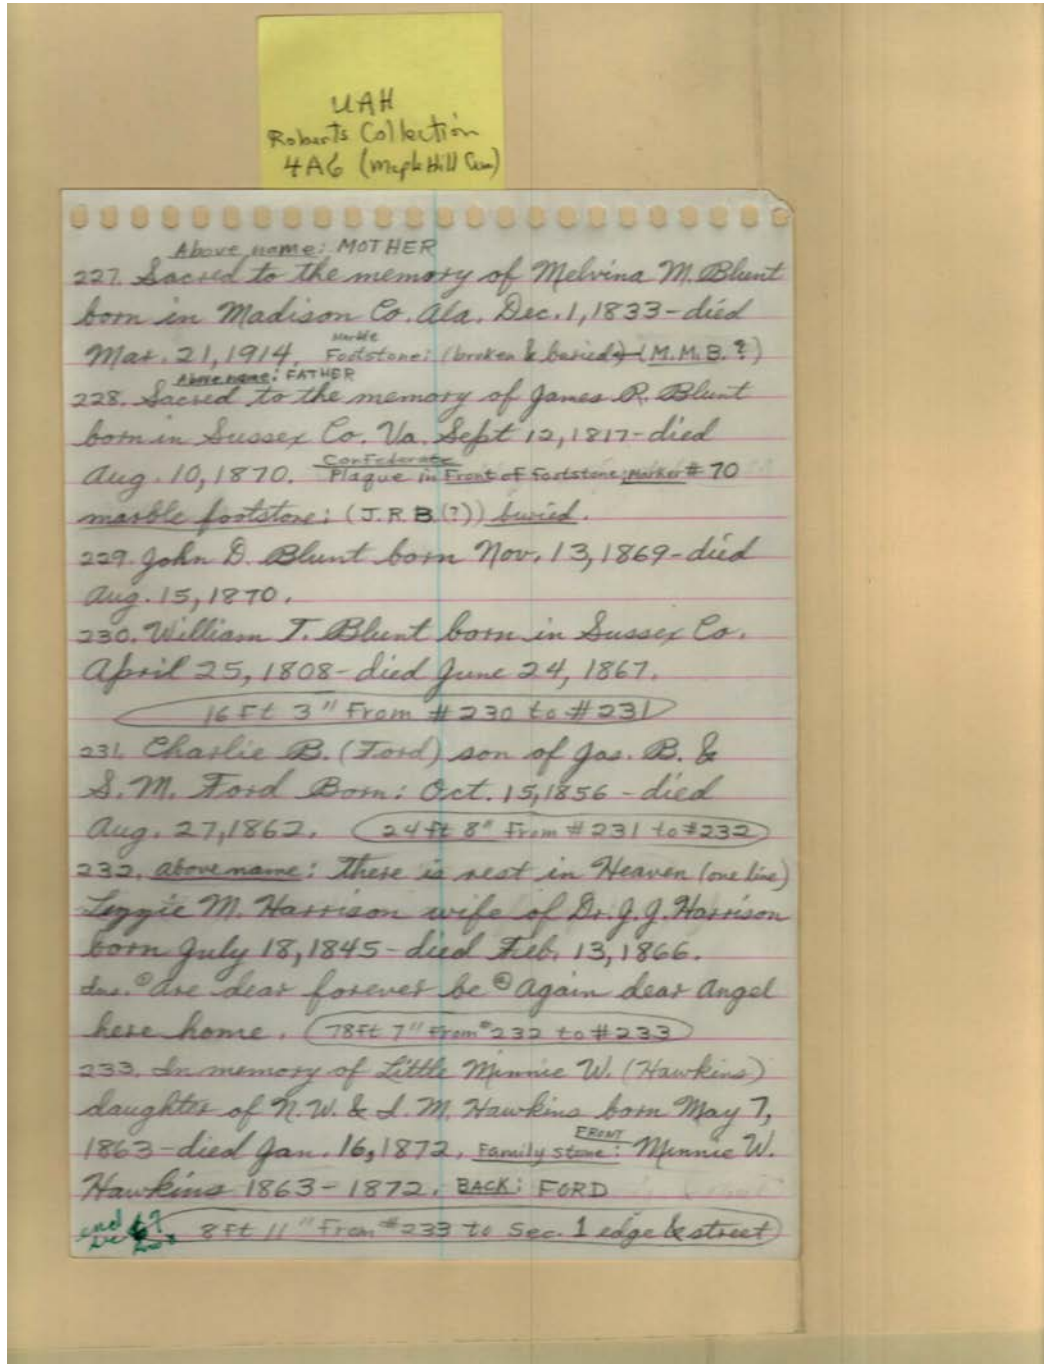 UAH
Roberts Collection
4A6 (Maple Hill Cem)
Above name: MOTHER
227. Sacred to the memory of Melvina M. Blunt
born in Madison Co. Ala. Dec. 1, 1833 - died
Marble
Mar. 21, 1914. Footstone: (broken & buried) (M.M.B.?)
Above name: FATHER
228. Sacred to the memory of James R. Blunt
born in Sussex Co. Va. Sept 12, 1817 - died
Confederate
Aug. 10, 1870. Plaque in Front of footstone; Marker # 70
marble footstone: (J.R.B.(?)) buried.
229. John D. Blunt born Nov. 13, 1869 - died
Aug. 15, 1870.
230. William T. Blunt born in Sussex Co.
April 25, 1808 - died June 24, 1867.
16 Ft 3" From #230 to #231
231. Charlie B. (Ford) son of Jas. B. &
S.M. Ford Born: Oct. 15, 1856 - died
Aug. 27, 1862. 24 ft 8" From #231 to #232
232. above name: There is rest in Heaven (one line)
Lizzie M. Harrison wife of Dr. J.J. Harrison
born July 18, 1845 - died Feb. 13, 1866.
Are dear forever be Again dear Angel
here home. 78 Ft 7" From #232 to #233
233. In memory of Little Minnie W. (Hawkins)
daughter of N.W. & I.M. Hawkins born May 7,
FRONT
1863 - died Jan. 16, 1872. Family stone: Minnie W.
Hawkins 1863 - 1872. BACK: FORD
8 Ft 11" From #233 to Sec. 1 edge & street